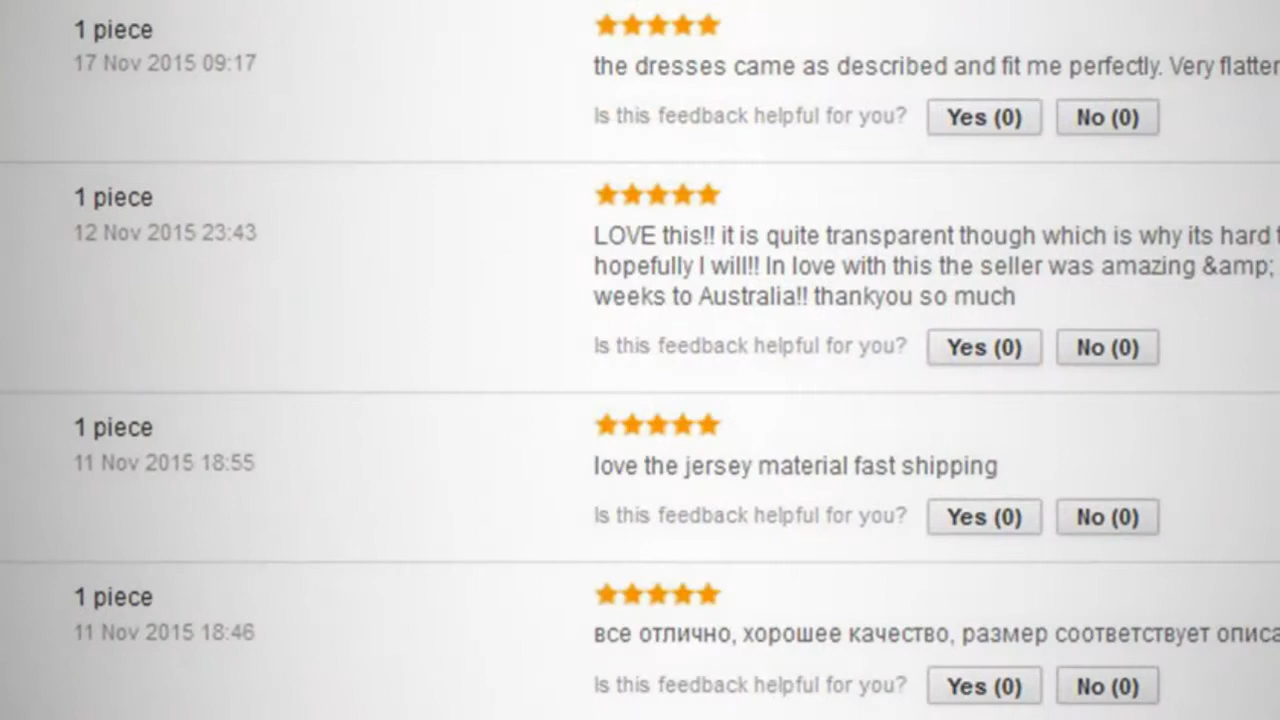 1 piece
17 Nov 2015 09:17
the dresses came as described and fit me perfectly. Very flatter
Is this feedback helpful for you? Yes (0) No (0)
1 piece
12 Nov 2015 23:43
LOVE this!! it is quite transparent though which is why its hard
hopefully I will!! In love with this the seller was amazing &amp;
weeks to Australia!! thankyou so much
Is this feedback helpful for you? Yes (0) No (0)
1 piece
11 Nov 2015 18:55
love the jersey material fast shipping
Is this feedback helpful for you? Yes (0) No (0)
1 piece
11 Nov 2015 18:46
все отлично, хорошее качество, размер соответствует описа
Is this feedback helpful for you? Yes (0) No (0)